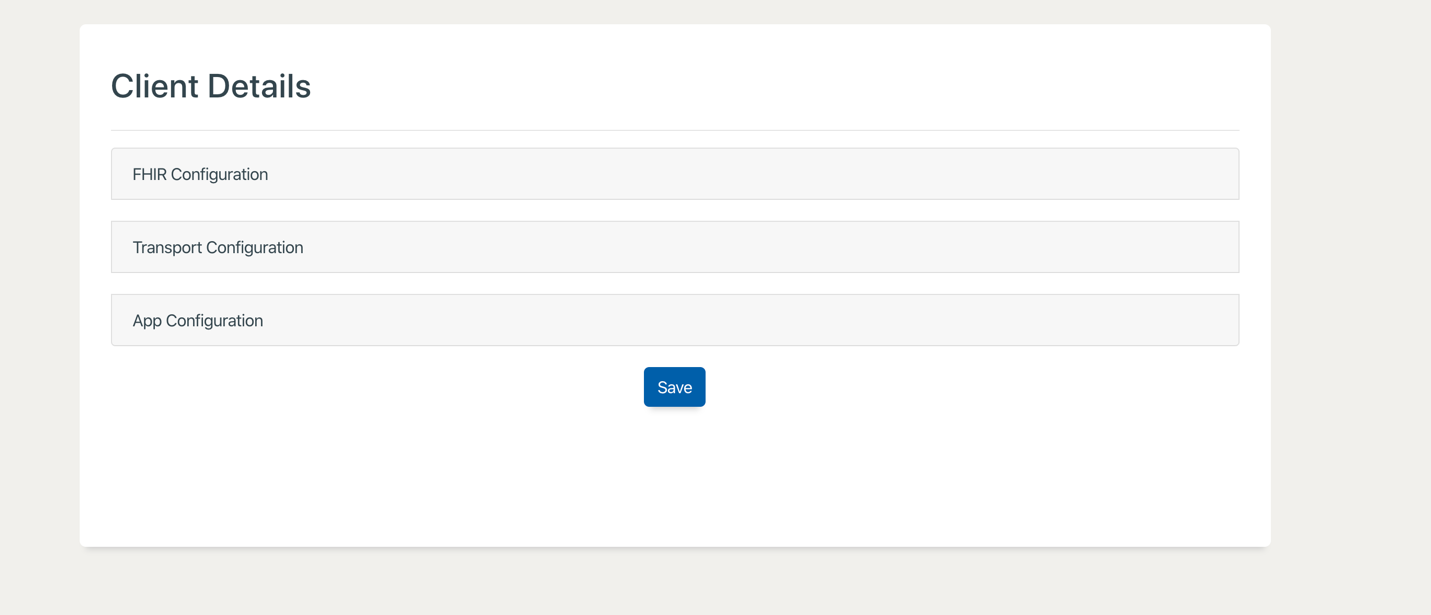 Client Details
FHIR Configuration
Transport Configuration
App Configuration
Save